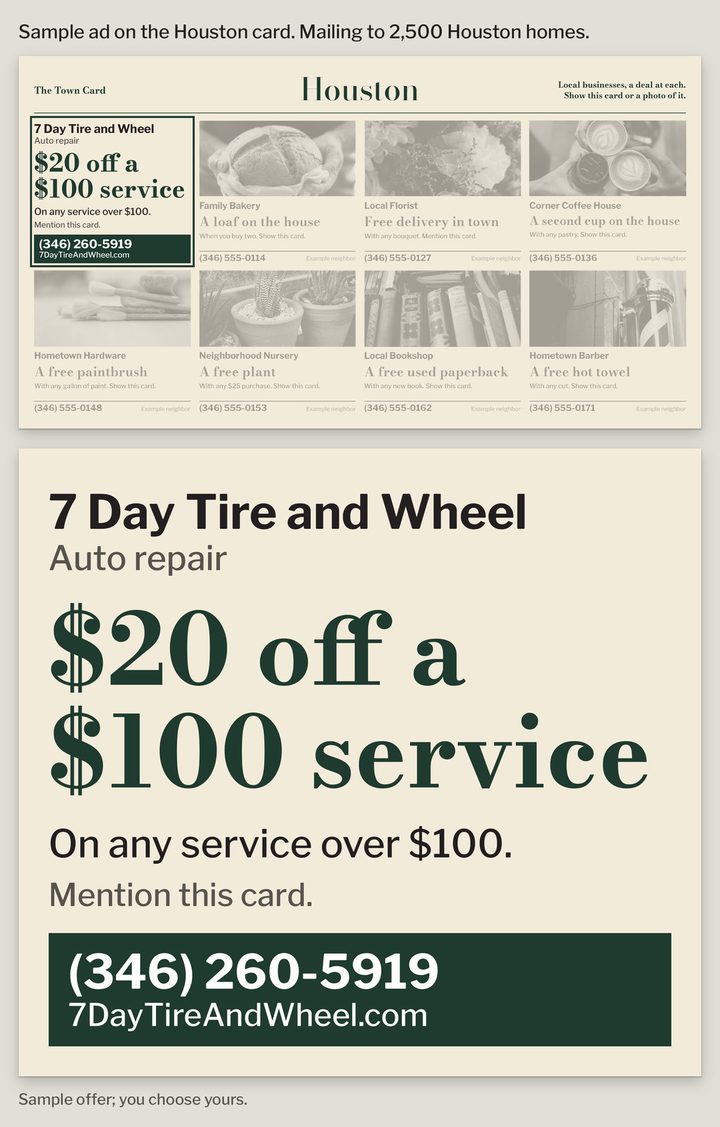 Sample ad on the Houston card. Mailing to 2,500 Houston homes.
The Town Card
Houston
Local businesses, a deal at each.
Show this card or a photo of it.
7 Day Tire and Wheel
Auto repair
$20 off a
$100 service
On any service over $100.
Mention this card.
(346) 260-5919
7DayTireAndWheel.com
Family Bakery
A loaf on the house
When you buy two. Show this card.
(346) 555-0114
Example neighbor
Local Florist
Free delivery in town
With any bouquet. Mention this card.
(346) 555-0127
Example neighbor
Corner Coffee House
A second cup on the house
With any pastry. Show this card.
(346) 555-0136
Example neighbor
Hometown Hardware
A free paintbrush
With any gallon of paint. Show this card.
(346) 555-0148
Example neighbor
Neighborhood Nursery
A free plant
With any $25 purchase. Show this card.
(346) 555-0153
Example neighbor
Local Bookshop
A free used paperback
With any new book. Show this card.
(346) 555-0162
Example neighbor
Hometown Barber
A free hot towel
With any cut. Show this card.
(346) 555-0171
Example neighbor
7 Day Tire and Wheel
Auto repair
$20 off a
$100 service
On any service over $100.
Mention this card.
(346) 260-5919
7DayTireAndWheel.com
Sample offer; you choose yours.